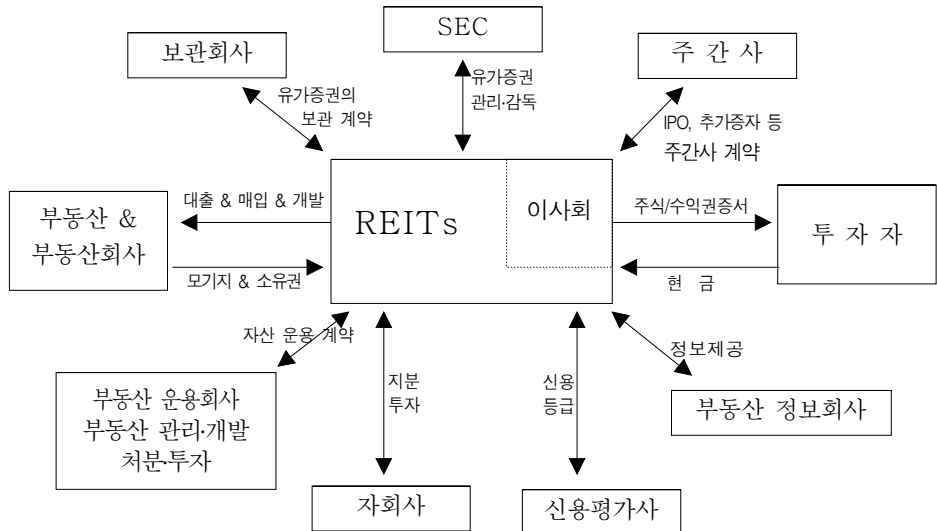 SEC
보관회사
주 간 사
유가증권
관리·감독
유가증권의
보관 계약
IPO, 추가증자 등
주간사 계약
대출 & 매입 & 개발
부동산 &
부동산회사
REITs
이사회
주식/수익권증서
투 자 자
모기지 & 소유권
현 금
자산 운용 계약
지분
투자
신용
등급
정보제공
부동산 운용회사
부동산 관리·개발
처분·투자
부동산 정보회사
자회사
신용평가사